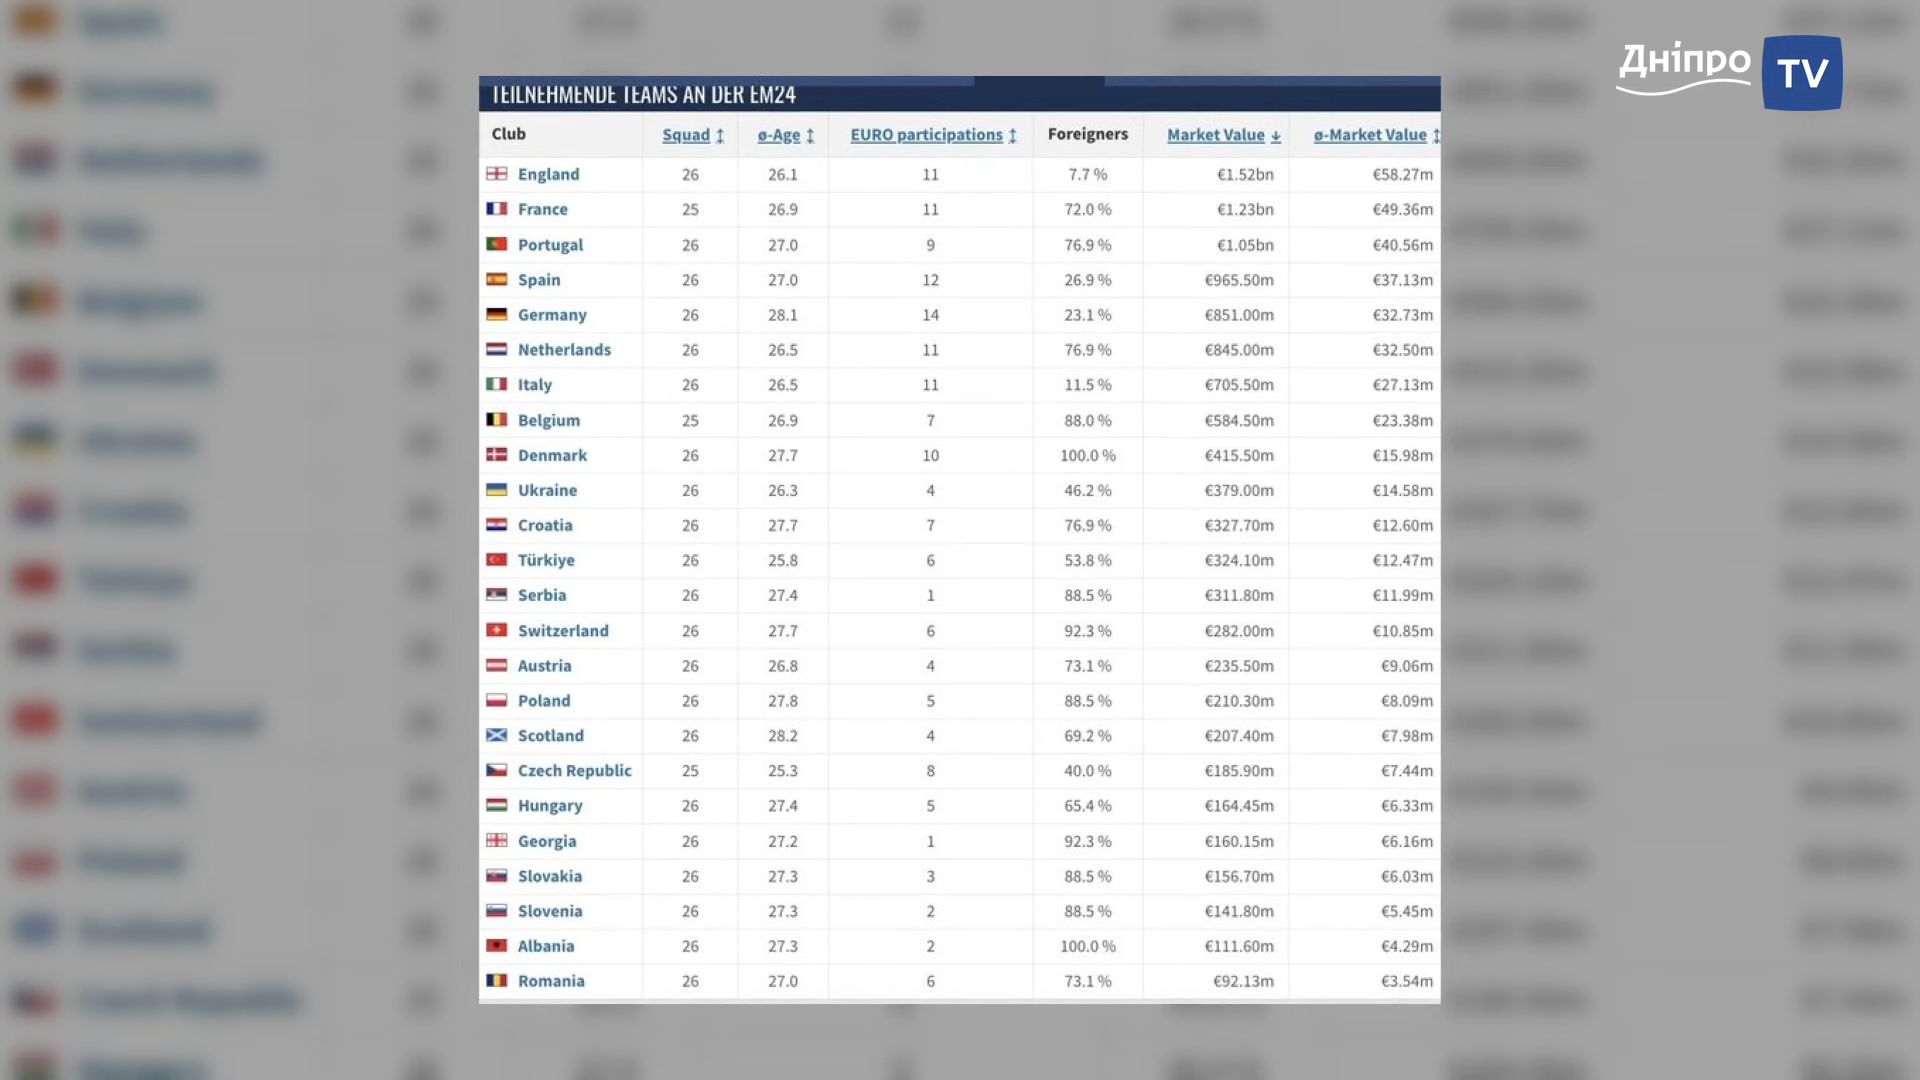 Дніпро TV
TEILNEHMENDE TEAMS AN DER EM24
Club Squad ø-Age EURO participations Foreigners Market Value ø-Market Value
England 26 26.1 11 7.7 % €1.52bn €58.27m
France 25 26.9 11 72.0 % €1.23bn €49.36m
Portugal 26 27.0 9 76.9 % €1.05bn €40.56m
Spain 26 27.0 12 26.9 % €965.50m €37.13m
Germany 26 28.1 14 23.1 % €851.00m €32.73m
Netherlands 26 26.5 11 76.9 % €845.00m €32.50m
Italy 26 26.5 11 11.5 % €705.50m €27.13m
Belgium 25 26.9 7 88.0 % €584.50m €23.38m
Denmark 26 27.7 10 100.0 % €415.50m €15.98m
Ukraine 26 26.3 4 46.2 % €379.00m €14.58m
Croatia 26 27.7 7 76.9 % €327.70m €12.60m
Türkiye 26 25.8 6 53.8 % €324.10m €12.47m
Serbia 26 27.4 1 88.5 % €311.80m €11.99m
Switzerland 26 27.7 6 92.3 % €282.00m €10.85m
Austria 26 26.8 4 73.1 % €235.50m €9.06m
Poland 26 27.8 5 88.5 % €210.30m €8.09m
Scotland 26 28.2 4 69.2 % €207.40m €7.98m
Czech Republic 25 25.3 8 40.0 % €185.90m €7.44m
Hungary 26 27.4 5 65.4 % €164.45m €6.33m
Georgia 26 27.2 1 92.3 % €160.15m €6.16m
Slovakia 26 27.3 3 88.5 % €156.70m €6.03m
Slovenia 26 27.3 2 88.5 % €141.80m €5.45m
Albania 26 27.3 2 100.0 % €111.60m €4.29m
Romania 26 27.0 6 73.1 % €92.13m €3.54m